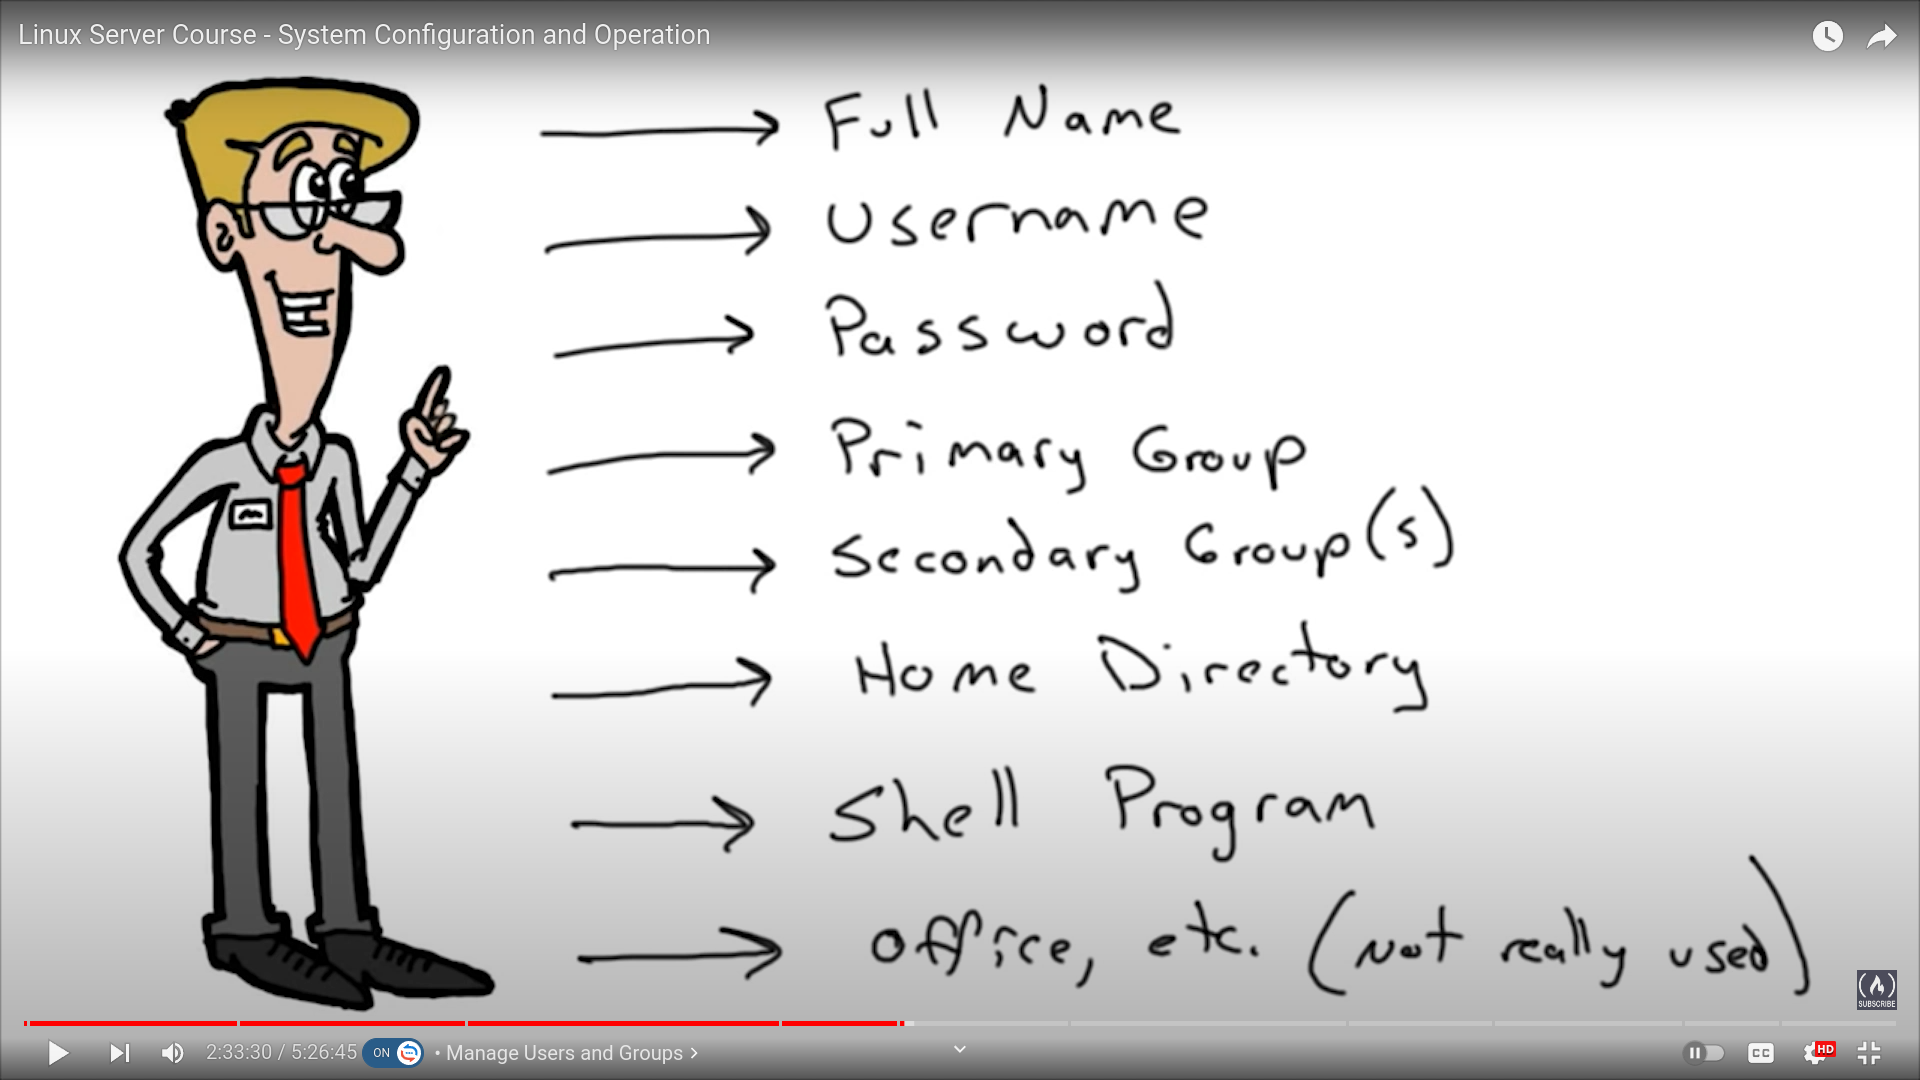 Linux Server Course - System Configuration and Operation
Full Name
Username
Password
Primary Group
Secondary Group(s)
Home Directory
Shell Program
office, etc. (not really used)
SUBSCRIBE
2:33:30 / 5:26:45 ON • Manage Users and Groups
CC HD